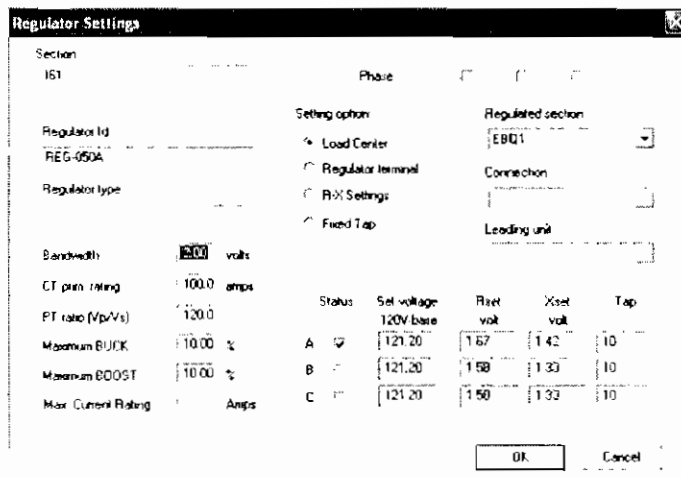 Regulator Settings
Section
161
Phase
Setting option
Regulated section
Regulator Id
Load Center
EBQ1
REG-050A
Regulator terminal
Connection
Regulator type
R-X Settings
Fixed Tap
Leading unit
Bandwidth 2.00 volts
CT prim. rating 100.0 amps
Status Set voltage Rset Xset Tap
PT ratio (Vp/Vs) 120.0
120V-base volt volt
Maximum BUCK 10.00 %
A 121.20 1.67 1.42 10
Maximum BOOST 10.00 %
B 121.20 1.58 1.33 10
Max. Current Rating Amps
C 121.20 1.58 1.33 10
OK Cancel